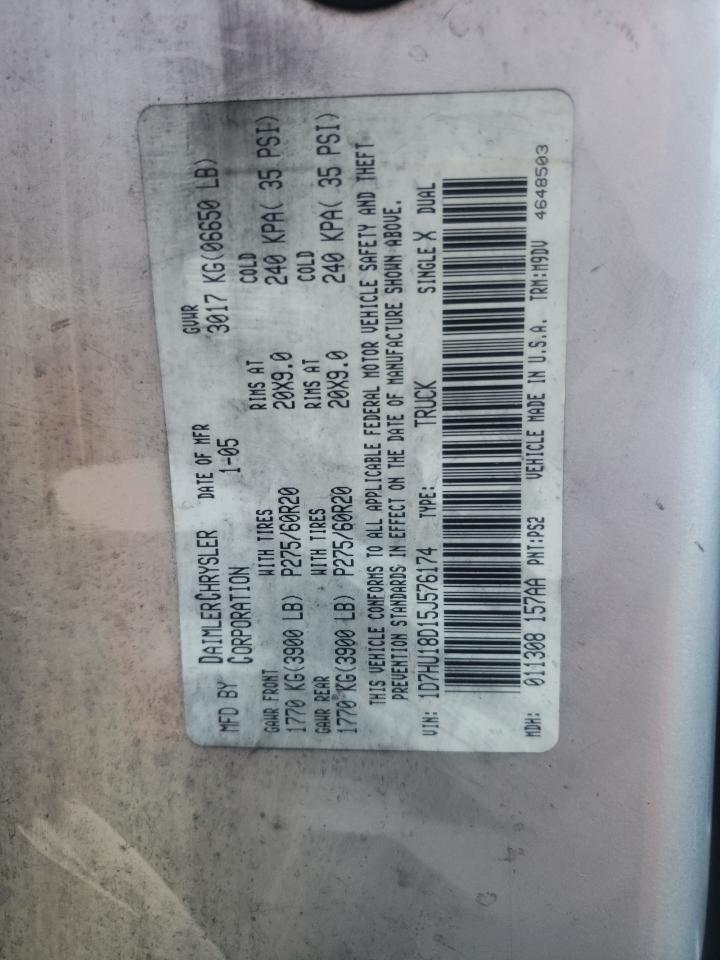 MFD BY DAIMLERCHRYSLER CORPORATION DATE OF MFR 1-05 GVWR 3017 KG(06650 LB)
GAWR FRONT WITH TIRES RIMS AT COLD
1770 KG(3900 LB) P275/60R20 20X9.0 240 KPA( 35 PSI)
GAWR REAR WITH TIRES RIMS AT COLD
1770 KG(3900 LB) P275/60R20 20X9.0 240 KPA( 35 PSI)
THIS VEHICLE CONFORMS TO ALL APPLICABLE FEDERAL MOTOR VEHICLE SAFETY AND THEFT
PREVENTION STANDARDS IN EFFECT ON THE DATE OF MANUFACTURE SHOWN ABOVE.
VIN: 1D7HU18D15J576174 TYPE: TRUCK SINGLE X DUAL
MDH: 011308 157AA PNT:PS2 VEHICLE MADE IN U.S.A. TRM:M9DV 4648503